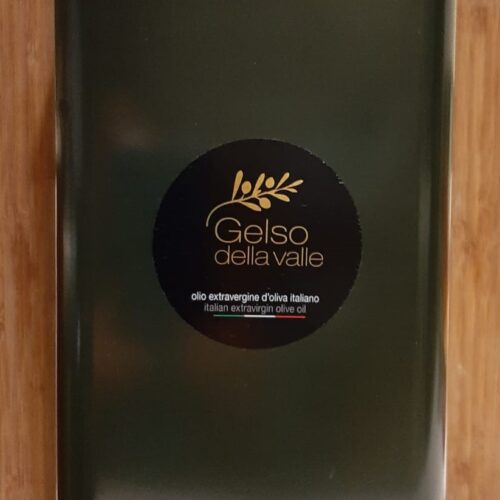 Gelso
della valle
olio extravergine d'oliva italiano
italian extravirgin olive oil